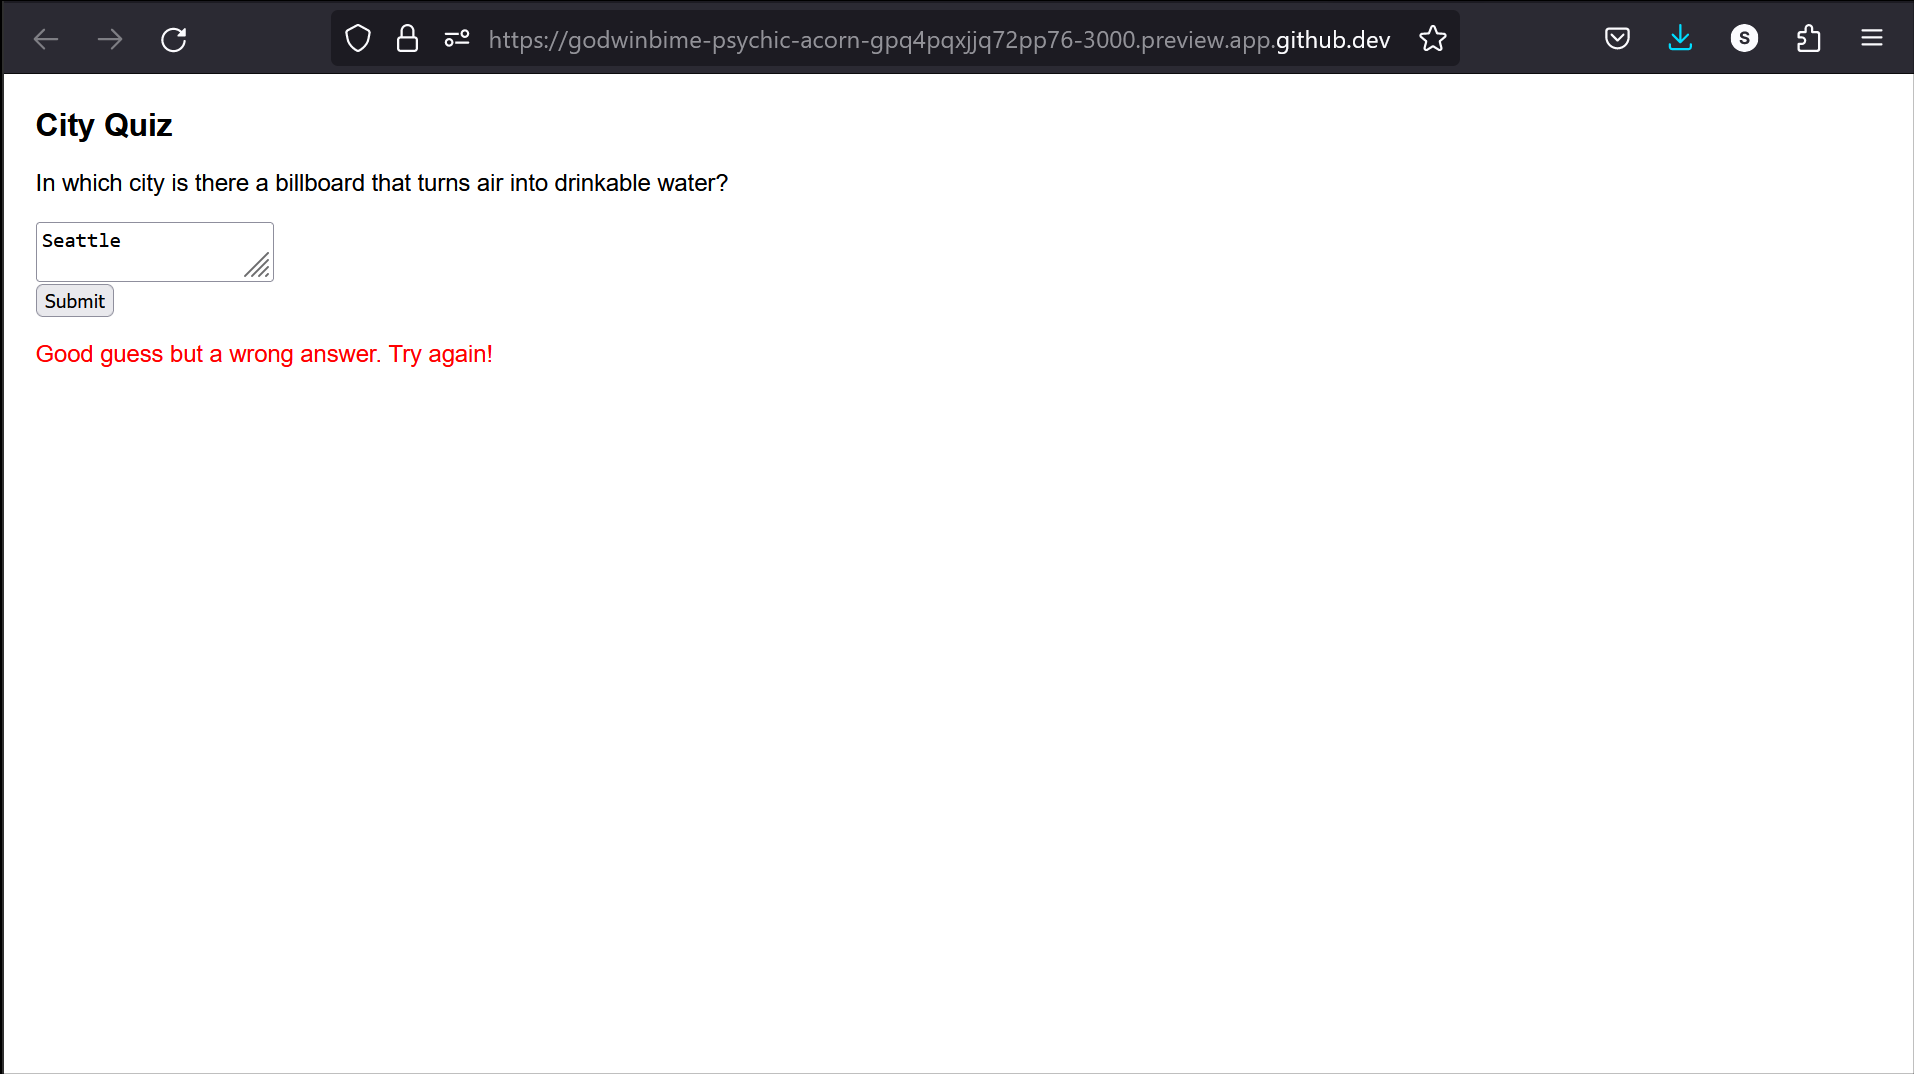 https://godwinbime-psychic-acorn-gpq4pqxjjq72pp76-3000.preview.app.github.dev
S
City Quiz
In which city is there a billboard that turns air into drinkable water?
Seattle
Submit
Good guess but a wrong answer. Try again!